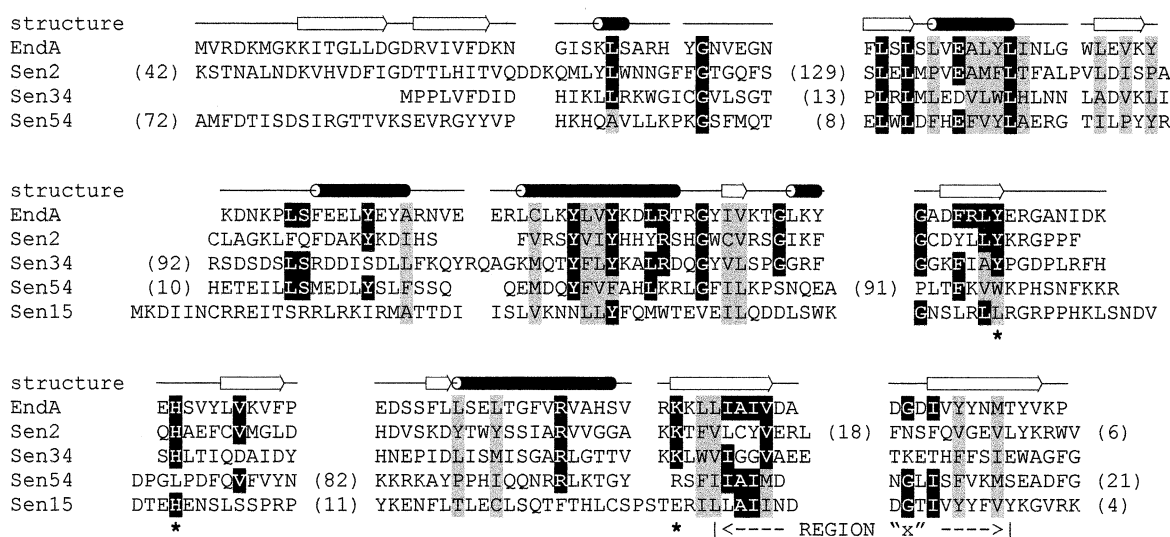 structure
EndA MVRDKMGKKITGLLDGDRVIVFDKN GISKLSARH YGNVEGN FLSLSLVEALYLINLG WLEVKY
Sen2 (42) KSTNALNDKVHVDFIGDTTLHITVQDDKQMLYLWNNGFFGTGQFS (129) SLELMPVEAMFLTFALPVLDISPA
Sen34 MPPLVFDID HIKLLRKWGICGVLSGT (13) PLRLMLEDVLWLHLNN LADVKLI
Sen54 (72) AMFDTISDSIRGTTVKSEVRGYYVP HKHQAVLLKPKGSFMQT (8) ELWLDFHEFVYLAERG TILPYYR
structure
EndA KDNKPLSFEELYEYARNVE ERLCLKYLVYKDLRTRGYIVKTGLKY GADFRLYERGANIDK
Sen2 CLAGKLFQFDAKYKDIHS FVRSYVIYHHYRSHGWCVRSGIKF GCDYLLYKRGPPF
Sen34 (92) RSDSDSLSRDDISDLLFKQYRQAGKMQTYFLYKALRDQGYVLSPGGRF GGKFIAYPGDPLRFH
Sen54 (10) HETEILLSMEDLYSLFSSQ QEMDQYFVFAHLKRLGFILKPSNQEA (91) PLTFKVWKPHSNFKKR
Sen15 MKDIINCRREITSRRLRKIRMATTDI ISLVKNNLLYFQMWTEVEILQDDLSWK GNSLRLLRGRPPHKLSNDV
*
structure
EndA EHSVYLVKVFP EDSSFLLSELTGFVRVAHSV RKKLLIAIVDA DGDIVYYNMTYVKP
Sen2 QHAEFQVMGLD HDVSKDYTWYSSIARVVGGA KKTFVLCYVERL (18) FNSFQVGEVLYKRWV (6)
Sen34 SHLTIQDAIDY HNEPIDLISMISGARLGTTV KKLWVIGGVAEE TKETHFFSIEWAGFG
Sen54 DPGLPDFQVFVYN (82) KKRKAYPPHIQQNRRLKTGY RSFIIAIMD NGLISFVKMSEADFG (21)
Sen15 DTEHENSLSSPRP (11) YKENFLTLECLSQTFTHLCSPSTERILLAIIND DGTIVYYKVYKGVRK (4)
* * |<---- REGION "x" ---->|